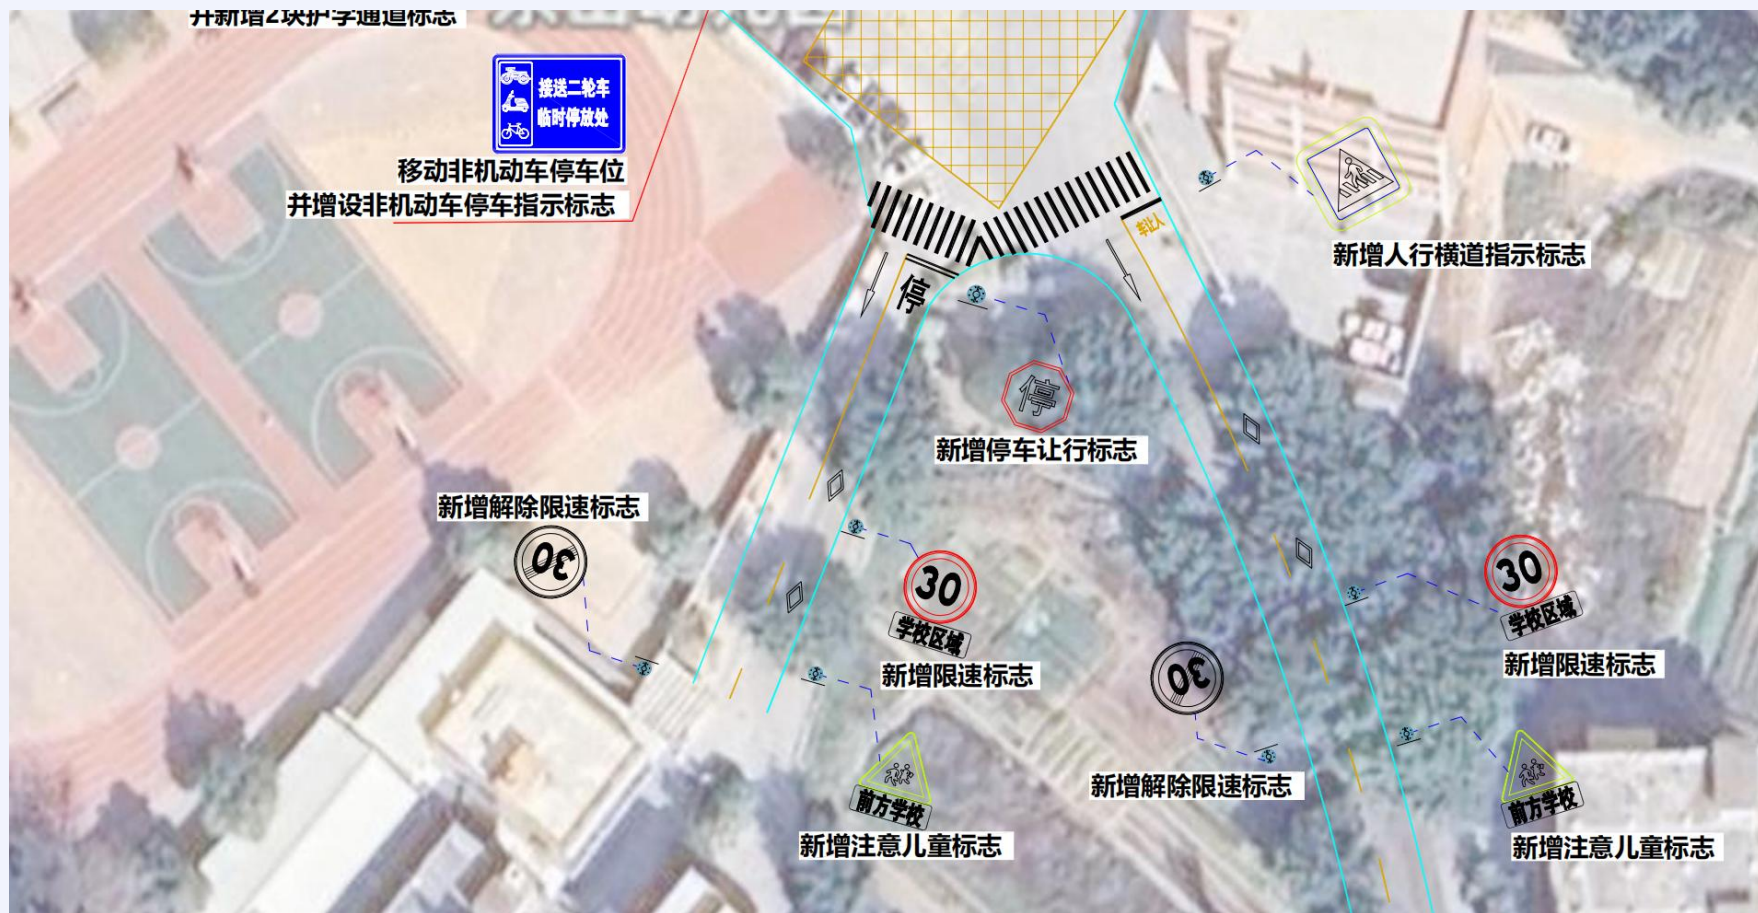 并新增2块护学通道标志
接送二轮车
临时停放处
移动非机动车停车位
并增设非机动车停车指示标志
车让人
新增人行横道指示标志
停
停
新增停车让行标志
新增解除限速标志
30
30
学校区域
新增限速标志
30
学校区域
新增限速标志
30
新增解除限速标志
前方学校
新增注意儿童标志
前方学校
新增注意儿童标志